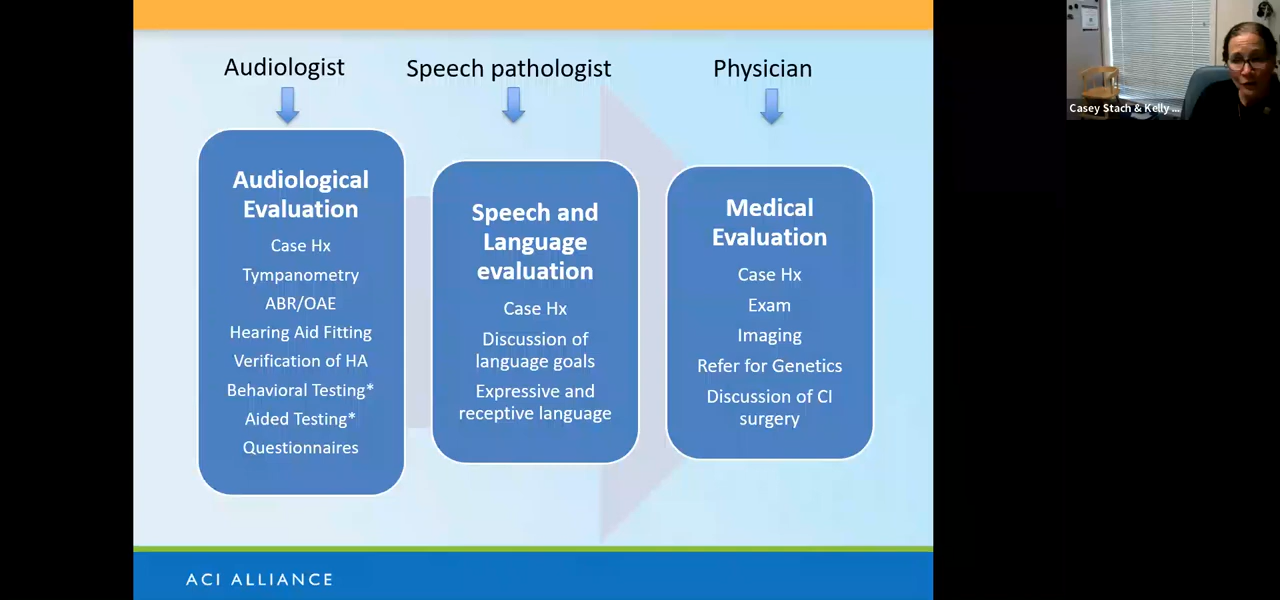 Audiologist
Speech pathologist
Physician
Audiological
Evaluation
Case Hx
Tympanometry
ABR/OAE
Hearing Aid Fitting
Verification of HA
Behavioral Testing*
Aided Testing*
Questionnaires
Speech and
Language
evaluation
Case Hx
Discussion of
language goals
Expressive and
receptive language
Medical
Evaluation
Case Hx
Exam
Imaging
Refer for Genetics
Discussion of CI
surgery
ACI ALLIANCE
Casey Stach & Kelly ...